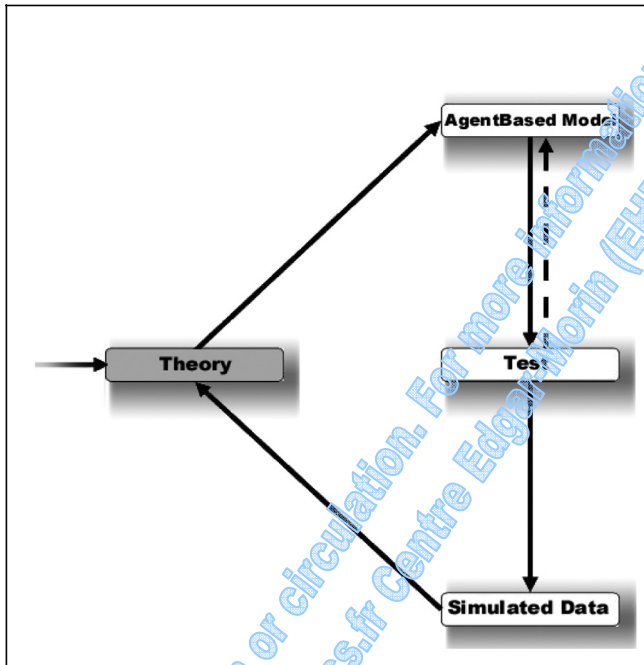 AgentBased Model
Theory
Test
Simulated Data
or circulation. For more information
s.fr Centre Edgar-Morin (EH